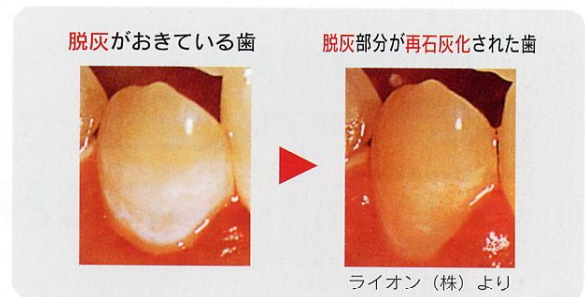 脱灰がおきている歯
脱灰部分が再石灰化された歯
ライオン（株）より